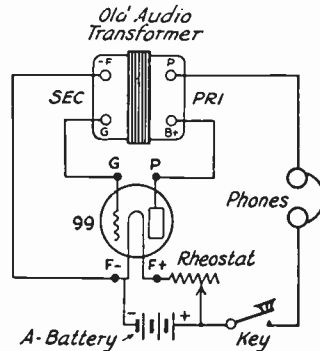 Old Audio
Transformer
-F
P
SEC
PRI
G
B+
G
P
Phones
99
Rheostat
F-
F+
-
+
A-Battery
Key